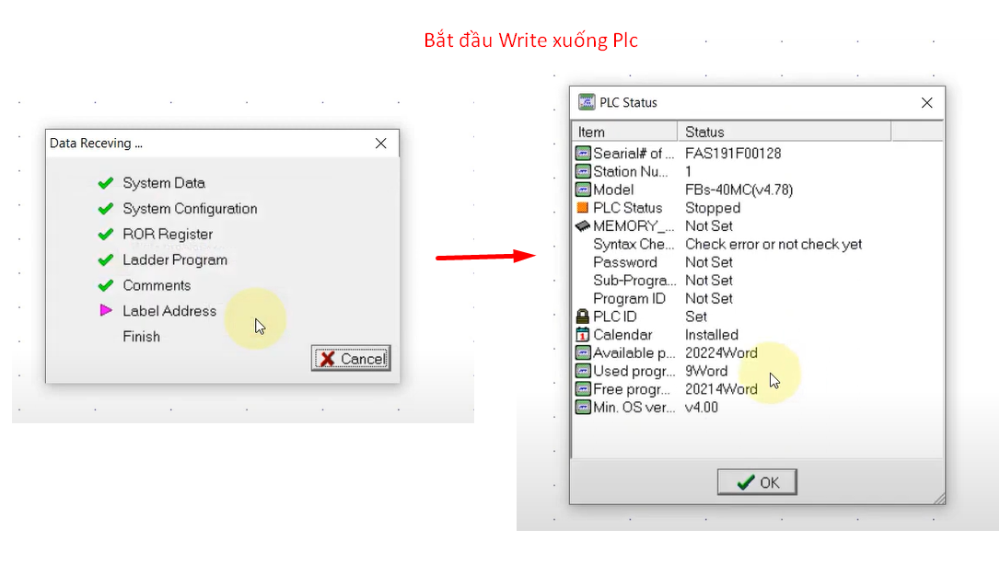 Bắt đầu Write xuống Plc
Data Receving ...
System Data
System Configuration
ROR Register
Ladder Program
Comments
Label Address
Finish
Cancel
PLC Status
Item Status
Searial# of ... FAS191F00128
Station Nu... 1
Model FBs-40MC(v4.78)
PLC Status Stopped
MEMORY_... Not Set
Syntax Che... Check error or not check yet
Password Not Set
Sub-Progra... Not Set
Program ID Not Set
PLC ID Set
Calendar Installed
Available p... 20224Word
Used progr... 9Word
Free progr... 20214Word
Min. OS ver... v4.00
OK